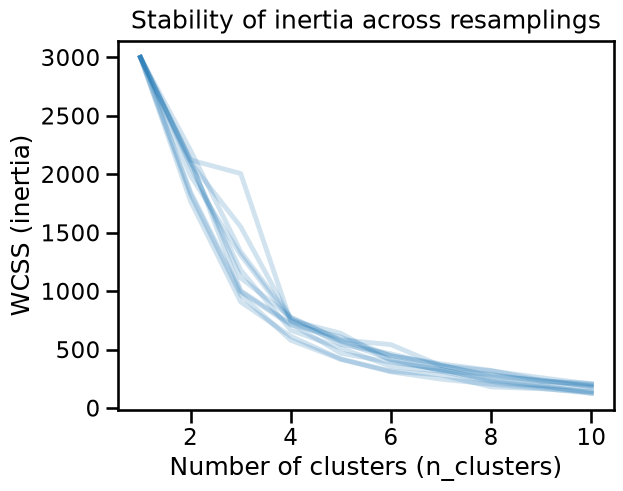 Stability of inertia across resamplings
3000
2500
2000
1500
1000
500
0
WCSS (inertia)
2 4 6 8 10
Number of clusters (n_clusters)